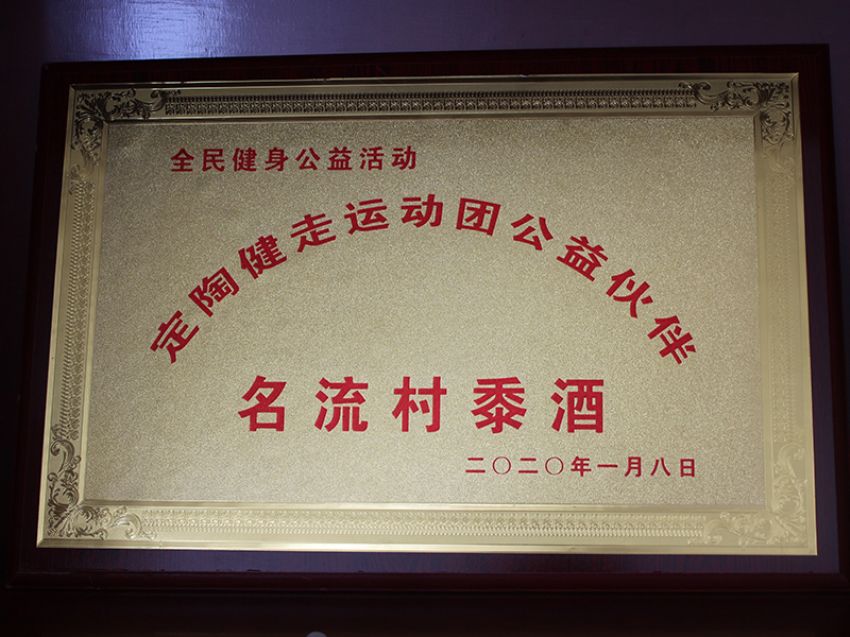 全民健身公益活动
定陶健走运动团公益伙伴
名流村黍酒
二〇二〇年一月八日